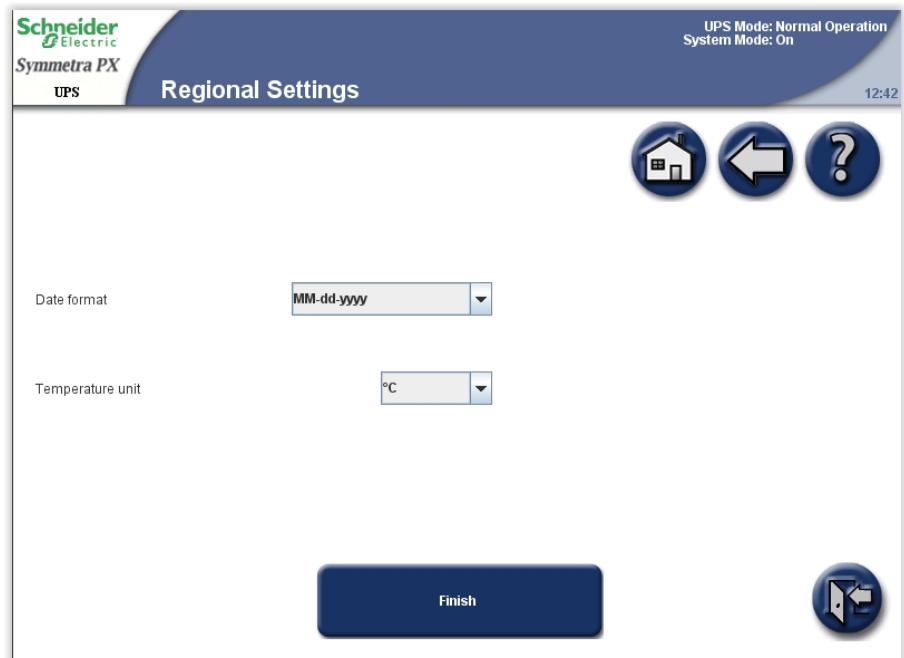 Schneider
Electric
Symmetra PX
UPS
Regional Settings
UPS Mode: Normal Operation
System Mode: On
12:42
?
Date format
MM-dd-yyyy
Temperature unit
°C
Finish